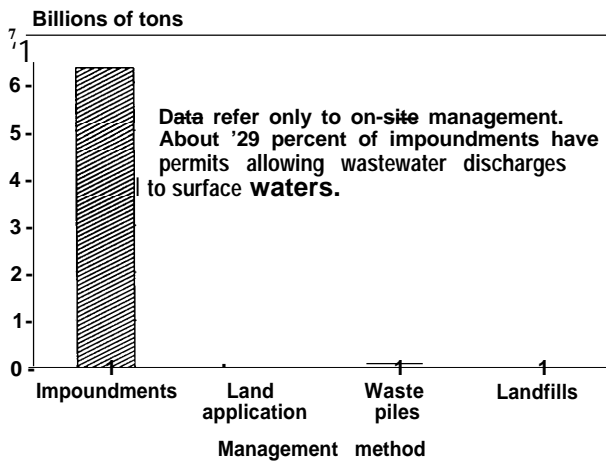 Billions of tons
7
6
Data refer only to on-site management.
About '29 percent of impoundments have
5
permits allowing wastewater discharges
4
to surface waters.
3
2
1
0
Impoundments Land application Waste piles Landfills
Management method